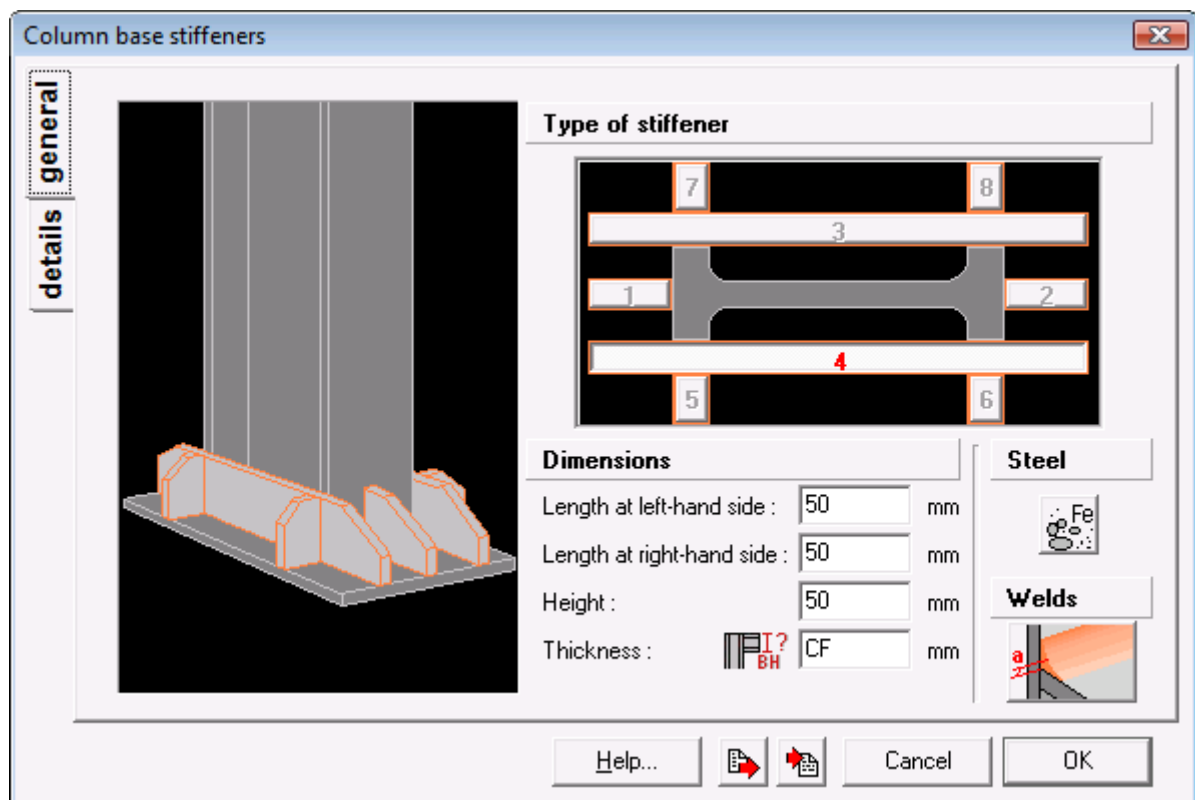 Column base stiffeners
general
details
Type of stiffener
7 8
3
1 2
4
5 6
Dimensions
Length at left-hand side : 50 mm
Length at right-hand side : 50 mm
Height : 50 mm
Thickness : I? BH CF mm
Steel
Fe
Welds
a
Help...
Cancel
OK